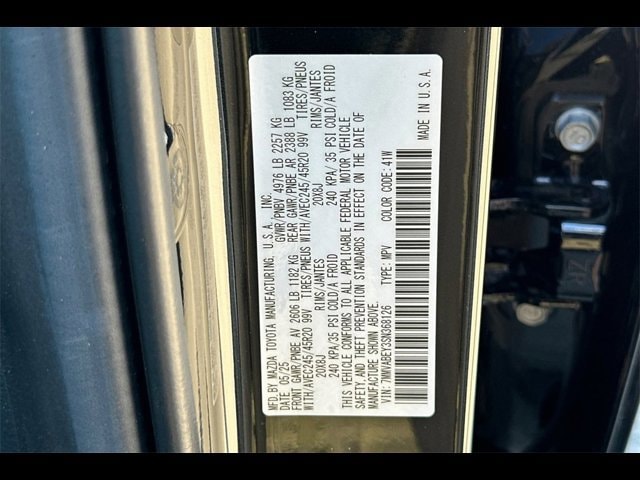 MFD. BY MAZDA TOYOTA MANUFACTURING, U.S.A. INC.
DATE 05/25 GVWR/PNBV 4976 LB 2257 KG
FRONT GAWR/PNBE AV 2606 LB 1182 KG REAR GAWR/PNBE AR 2388 LB 1083 KG
WITH/AVEC245/45R20 99V TIRES/PNEUS WITH/AVEC245/45R20 99V TIRES/PNEUS
20X8J RIMS/JANTES 20X8J RIMS/JANTES
240 KPA/ 35 PSI COLD/A FROID 240 KPA/ 35 PSI COLD/A FROID
THIS VEHICLE CONFORMS TO ALL APPLICABLE FEDERAL MOTOR VEHICLE
SAFETY, AND THEFT PREVENTION STANDARDS IN EFFECT ON THE DATE OF
MANUFACTURE SHOWN ABOVE.
VIN: 7MMVABEY3SN368126 TYPE: MPV COLOR CODE: 41W
MADE IN U.S.A.